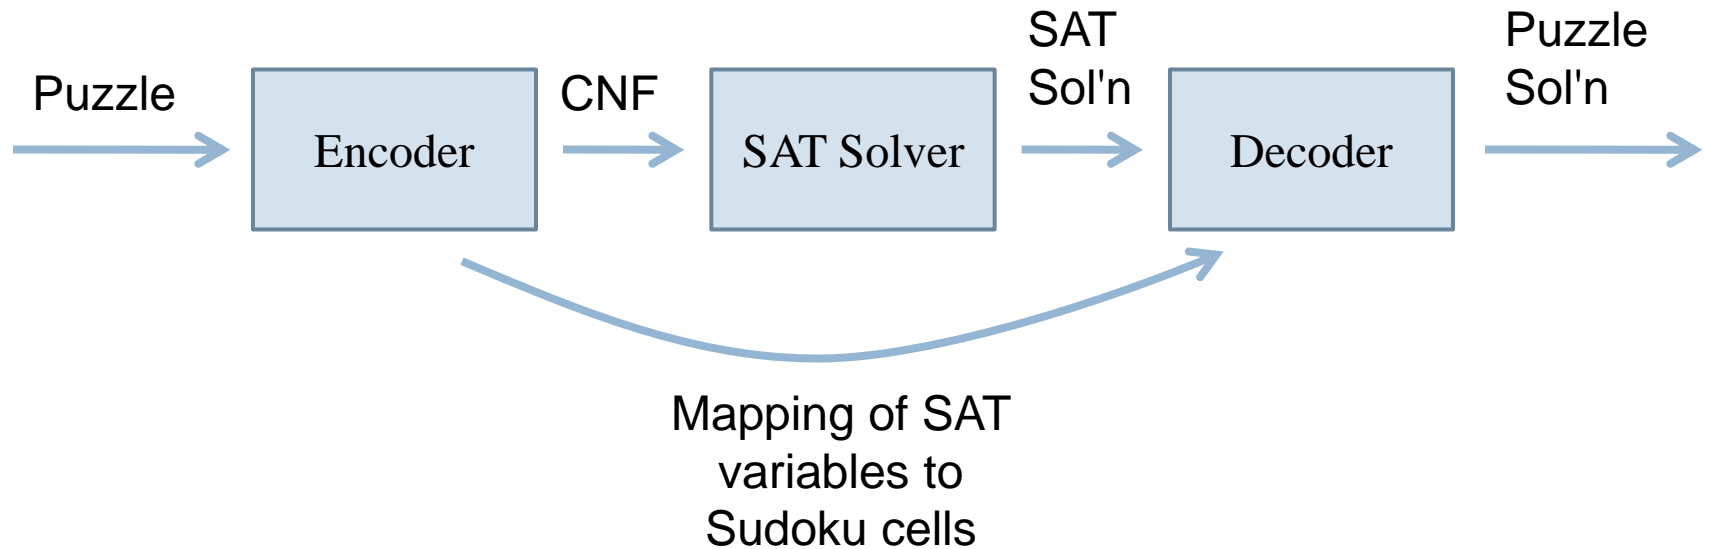 Puzzle
Encoder
CNF
SAT Solver
SAT
Sol'n
Decoder
Puzzle
Sol'n
Mapping of SAT
variables to
Sudoku cells